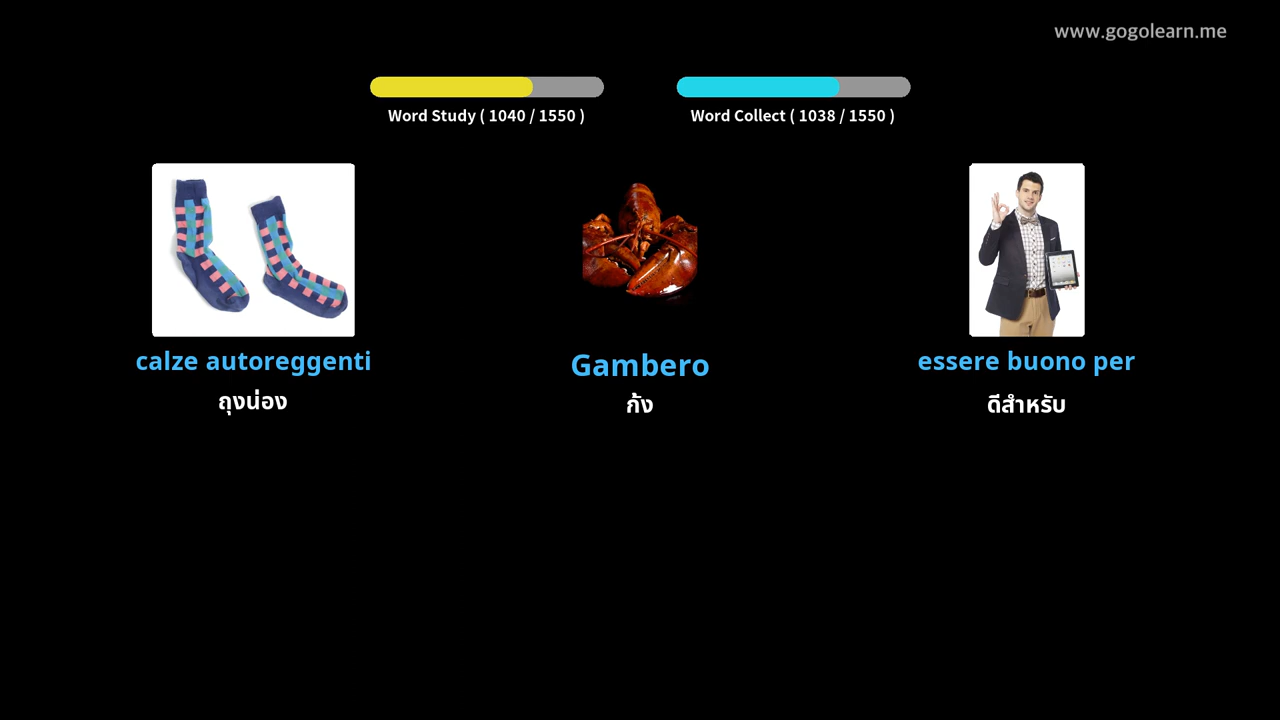 www.gogolearn.me
Word Study ( 1040 / 1550 )
Word Collect ( 1038 / 1550 )
calze autoreggenti
Gambero
essere buono per
ถุงน่อง
กุ้ง
ดีสำหรับ